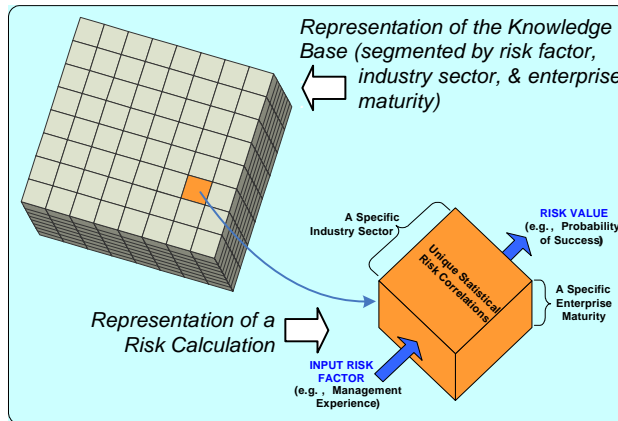 Representation of the Knowledge
Base (segmented by risk factor,
industry sector, & enterprise
maturity)
A Specific
Industry Sector
RISK VALUE
(e.g., Probability
of Success)
Unique Statistical
Risk Correlations
A Specific
Enterprise
Maturity
Representation of a
Risk Calculation
INPUT RISK
FACTOR
(e.g. , Management
Experience)